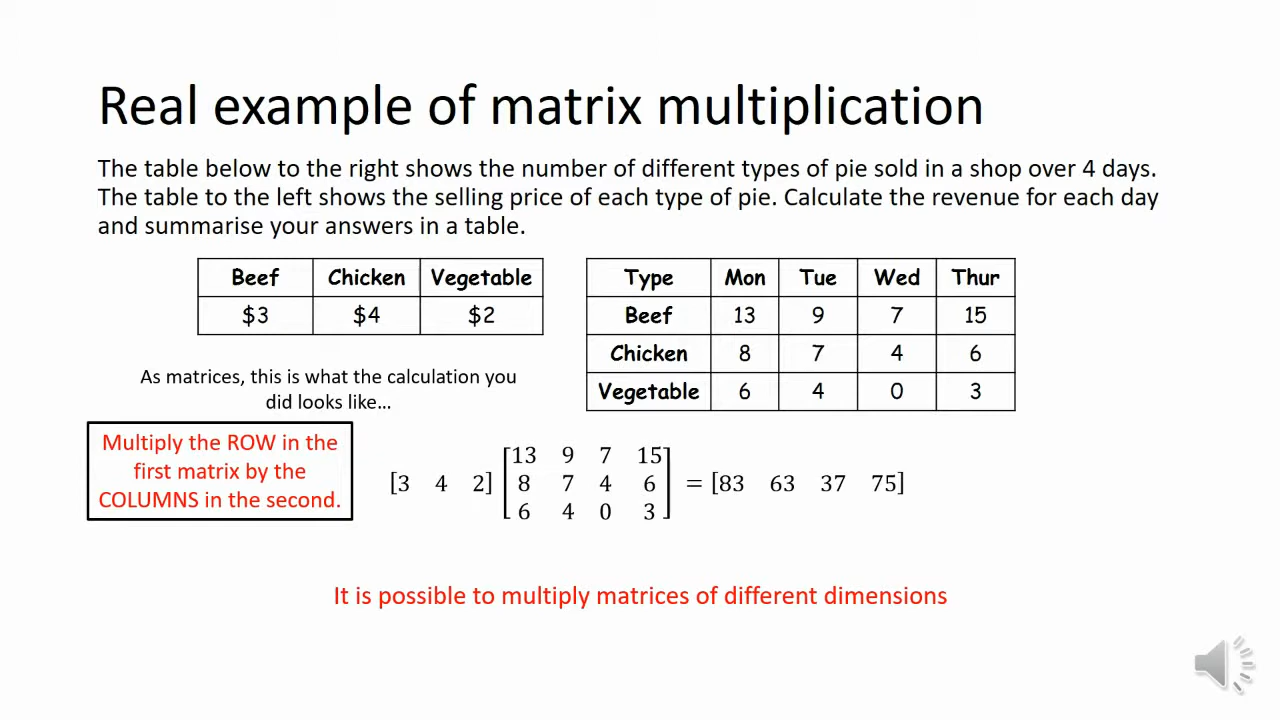 Real example of matrix multiplication
The table below to the right shows the number of different types of pie sold in a shop over 4 days.
The table to the left shows the selling price of each type of pie. Calculate the revenue for each day
and summarise your answers in a table.
Beef Chicken Vegetable
$3 $4 $2
Type Mon Tue Wed Thur
Beef 13 9 7 15
Chicken 8 7 4 6
Vegetable 6 4 0 3
As matrices, this is what the calculation you
did looks like...
Multiply the ROW in the
first matrix by the
COLUMNS in the second.
13 9 7 15
[3 4 2] 8 7 4 6 = [83 63 37 75]
6 4 0 3
It is possible to multiply matrices of different dimensions